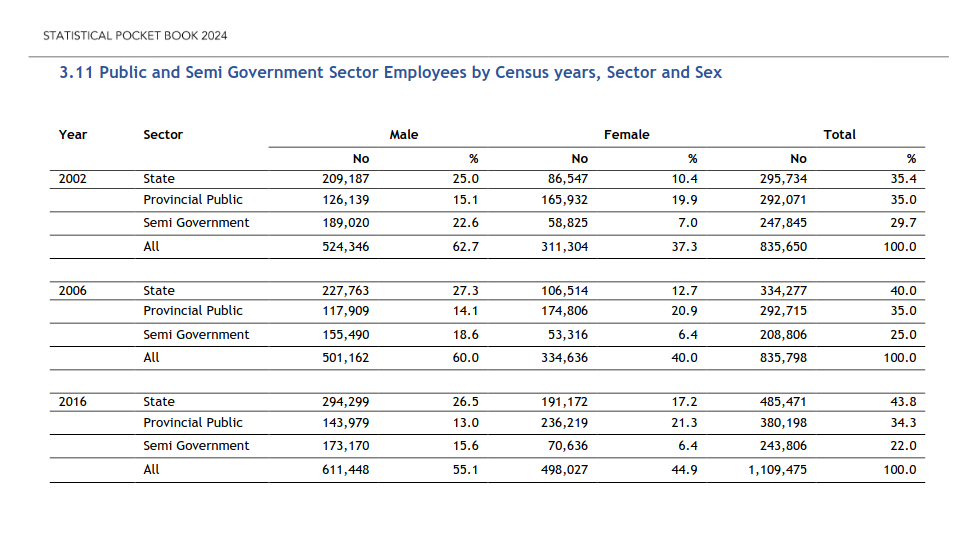 STATISTICAL POCKET BOOK 2024
3.11 Public and Semi Government Sector Employees by Census years, Sector and Sex
Year Sector Male Female Total
No % No % No %
2002 State 209,187 25.0 86,547 10.4 295,734 35.4
Provincial Public 126,139 15.1 165,932 19.9 292,071 35.0
Semi Government 189,020 22.6 58,825 7.0 247,845 29.7
All 524,346 62.7 311,304 37.3 835,650 100.0
2006 State 227,763 27.3 106,514 12.7 334,277 40.0
Provincial Public 117,909 14.1 174,806 20.9 292,715 35.0
Semi Government 155,490 18.6 53,316 6.4 208,806 25.0
All 501,162 60.0 334,636 40.0 835,798 100.0
2016 State 294,299 26.5 191,172 17.2 485,471 43.8
Provincial Public 143,979 13.0 236,219 21.3 380,198 34.3
Semi Government 173,170 15.6 70,636 6.4 243,806 22.0
All 611,448 55.1 498,027 44.9 1,109,475 100.0